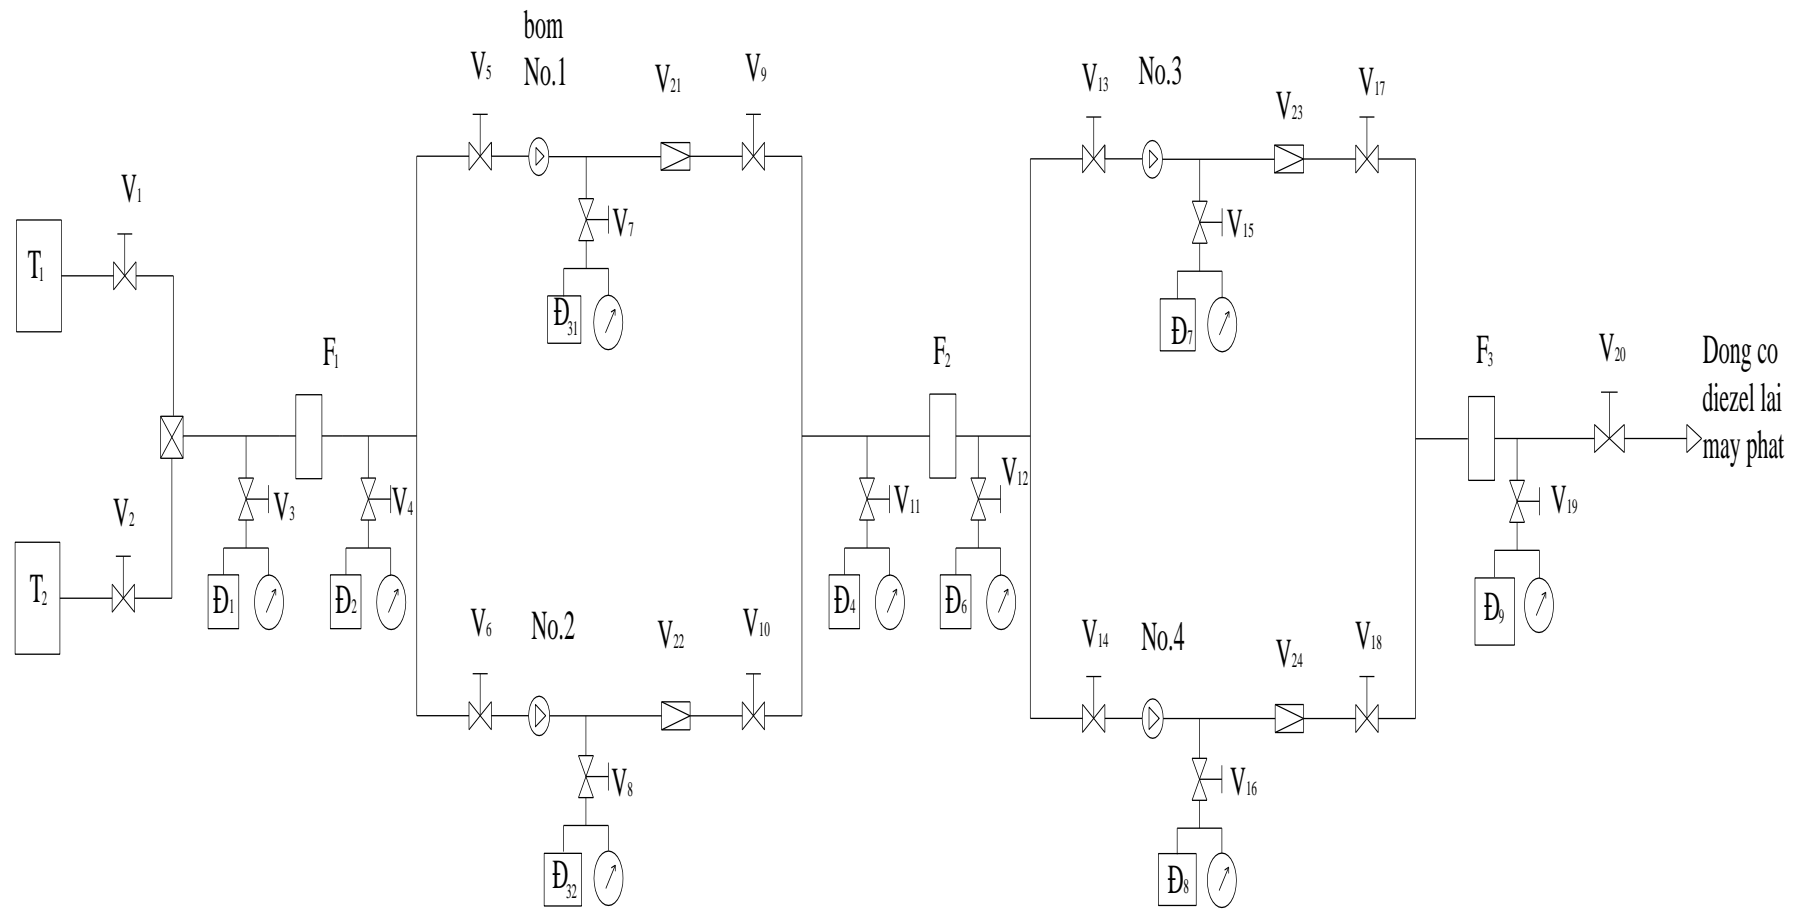 bom
No.1
V5
V21
V9
V13
No.3
V23
V17
V1
V7
V15
T1
Đ31
Đ7
F1
F2
F3
V20
Dong co
diezel lai
may phat
V2
V3
V4
V11
V12
V19
T2
Đ1
Đ2
Đ4
Đ6
Đ9
V6
No.2
V22
V10
V14
No.4
V24
V18
V8
V16
Đ32
Đ8